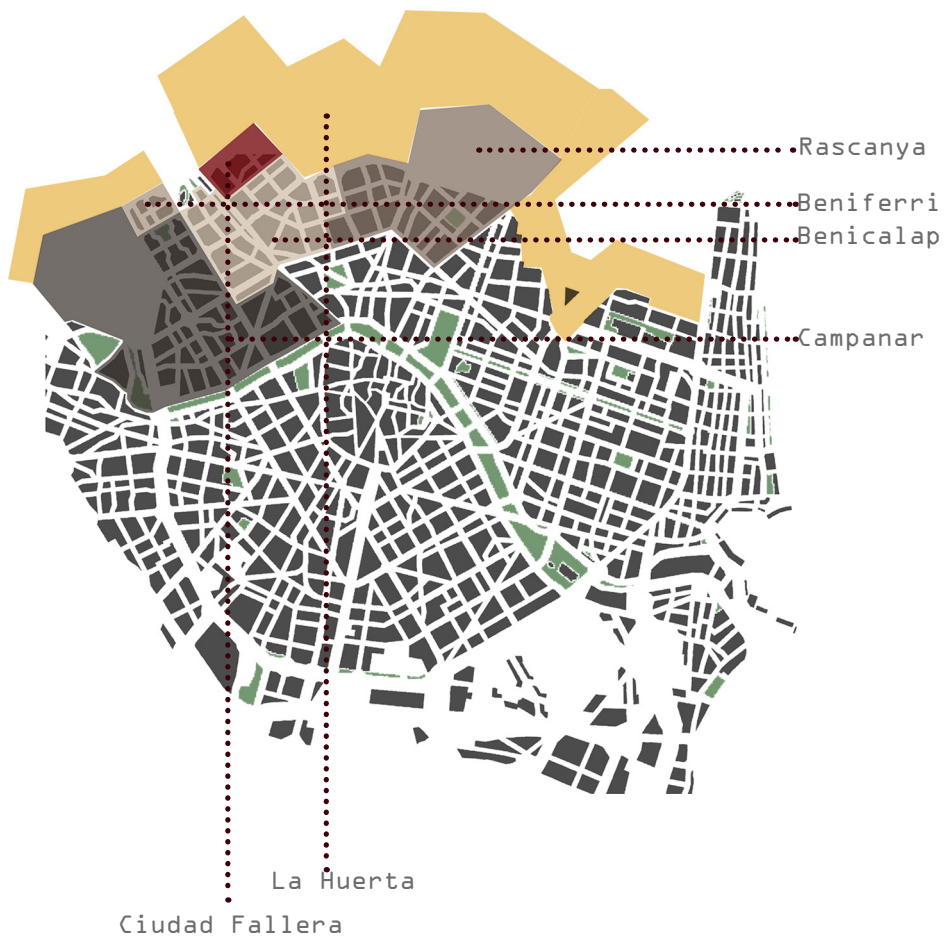 Rascanya
Beniferri
Benicalap
Campanar
La Huerta
Ciudad Fallera